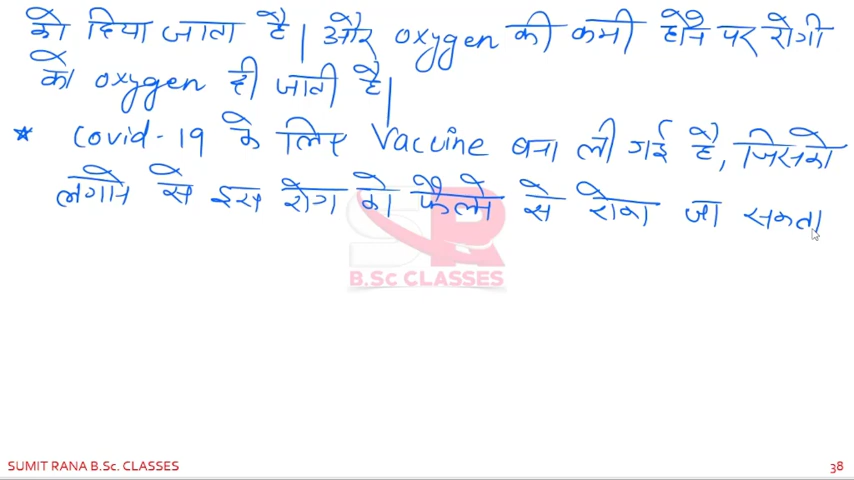 को दिया जाता है| और oxygen की कमी होने पर रोगी
को oxygen दी जाती है|
* Covid-19 के लिए Vaccine बना ली गई है, जिसको
लगाने से इस रोग को फैलने से रोका जा सकता
SR
B.Sc CLASSES
SUMIT RANA B.Sc. CLASSES
38